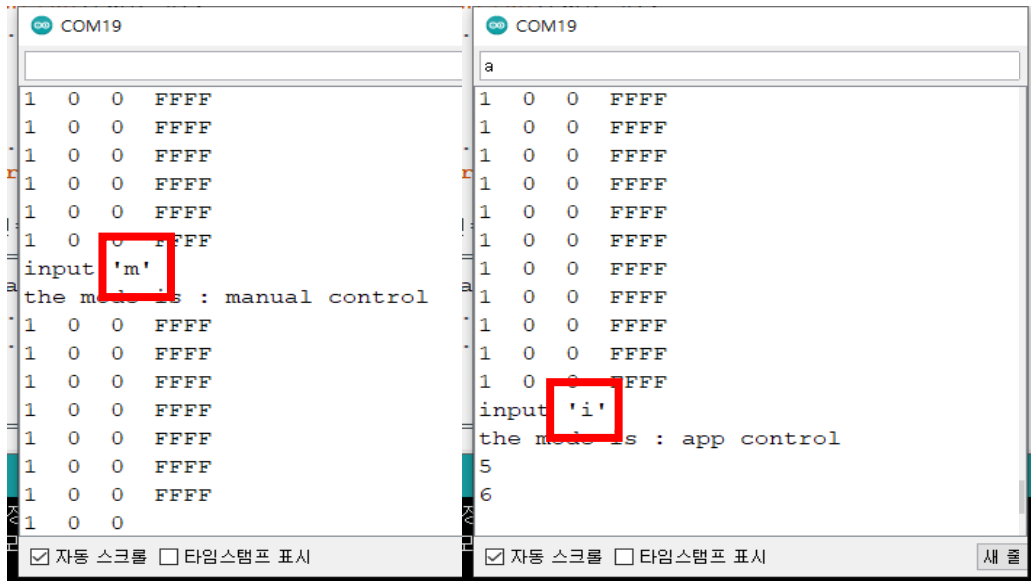 COM19
1 0 0 FFFF
1 0 0 FFFF
1 0 0 FFFF
1 0 0 FFFF
1 0 0 FFFF
1 0 0 FFFF
input 'm'
the mode is : manual control
1 0 0 FFFF
1 0 0 FFFF
1 0 0 FFFF
1 0 0 FFFF
1 0 0 FFFF
1 0 0 FFFF
1 0 0 FFFF
1 0 0
자동 스크롤 타임스탬프 표시
COM19
a
1 0 0 FFFF
1 0 0 FFFF
1 0 0 FFFF
1 0 0 FFFF
1 0 0 FFFF
1 0 0 FFFF
1 0 0 FFFF
1 0 0 FFFF
1 0 0 FFFF
1 0 0 FFFF
1 0 0 FFFF
input 'i'
the mode is : app control
5
6
자동 스크롤 타임스탬프 표시 새 줄